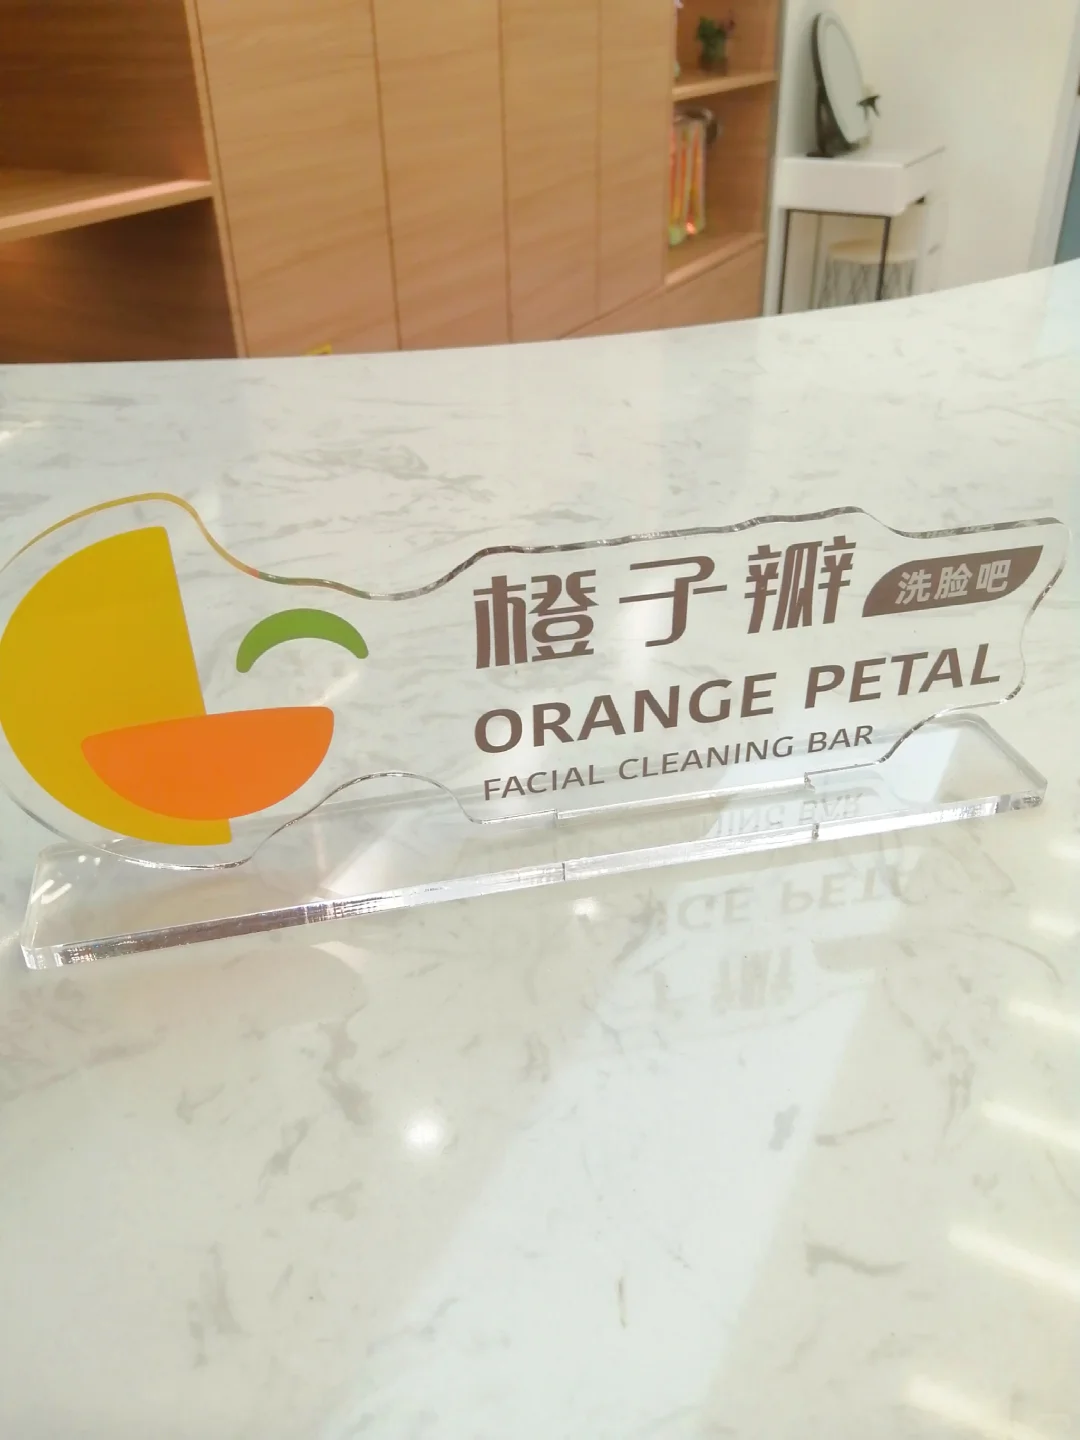 橙子瓣 洗脸吧
ORANGE PETAL
FACIAL CLEANING BAR